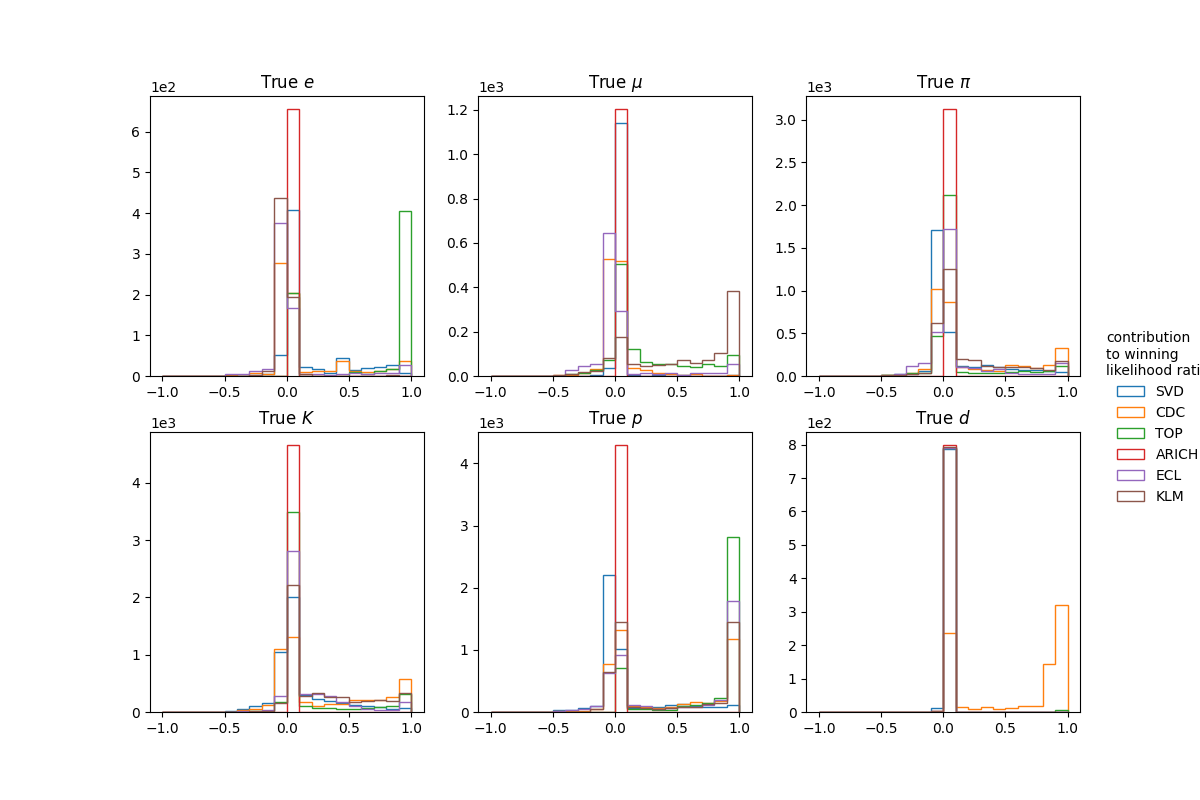 True e
True μ
True π
1e2
1e3
1e3
6
5
4
3
2
1
0
1.2
1.0
0.8
0.6
0.4
0.2
0.0
3.0
2.5
2.0
1.5
1.0
0.5
0.0
−1.0 −0.5 0.0 0.5 1.0
−1.0 −0.5 0.0 0.5 1.0
−1.0 −0.5 0.0 0.5 1.0
True K
True p
True d
1e3
1e3
1e2
4
3
2
1
0
4
3
2
1
0
8
7
6
5
4
3
2
1
0
−1.0 −0.5 0.0 0.5 1.0
−1.0 −0.5 0.0 0.5 1.0
−1.0 −0.5 0.0 0.5 1.0
contribution
to winning
likelihood rati
SVD
CDC
TOP
ARICH
ECL
KLM